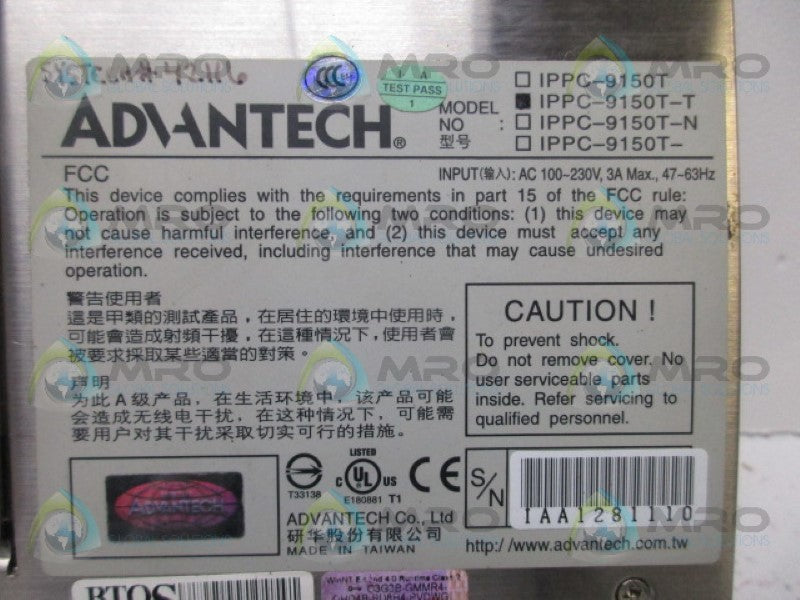 CCC
I A
TEST PASS
1
ADVANTECH®
MODEL NO : 型号
IPPC-9150T
IPPC-9150T-T
IPPC-9150T-N
IPPC-9150T-
FCC
INPUT(输入): AC 100-230V, 3A Max., 47-63Hz
This device complies with the requirements in part 15 of the FCC rule:
Operation is subject to the following two conditions: (1) this device may
not cause harmful interference, and (2) this device must accept any
interference received, including interference that may cause undesired
operation.
警告使用者
這是甲類的測試產品，在居住的環境中使用時，
可能會造成射頻干擾，在這種情況下，使用者會
被要求採取某些適當的對策。
声明
为此A级产品，在生活环境中，该产品可能
会造成无线电干扰，在这种情况下，可能需
要用户对其干扰采取切实可行的措施。
CAUTION !
To prevent shock.
Do not remove cover. No
user serviceable parts
inside. Refer servicing to
qualified personnel.
ADVANTECH
T33138
LISTED
C UL US
E180881 T1
CE
ADVANTECH Co., Ltd
研华股份有限公司
MADE IN TAIWAN
S/N
IAA1281110
http://www.advantech.com.tw
RTOS
MRO
GLOBAL SOLUTIONS